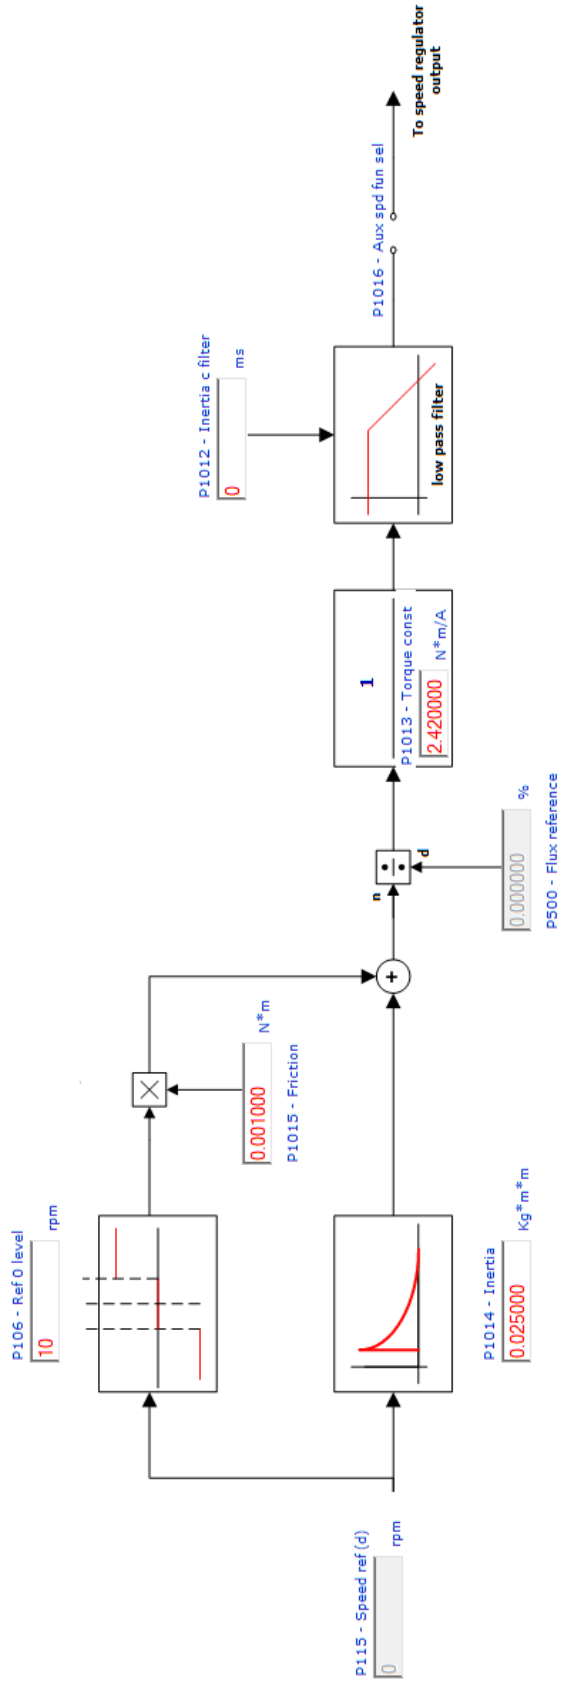 P115 - Speed ref (d)
0
rpm
P106 - Ref 0 level
10
rpm
P1014 - Inertia
0.025000
Kg*m*m
0.001000
N*m
P1015 - Friction
+
n
d
0.000000
%
P500 - Flux reference
1
P1013 - Torque const
2.420000
N*m/A
P1012 - Inertia c filter
0
ms
low pass filter
P1016 - Aux spd fun sel
To speed regulator
output